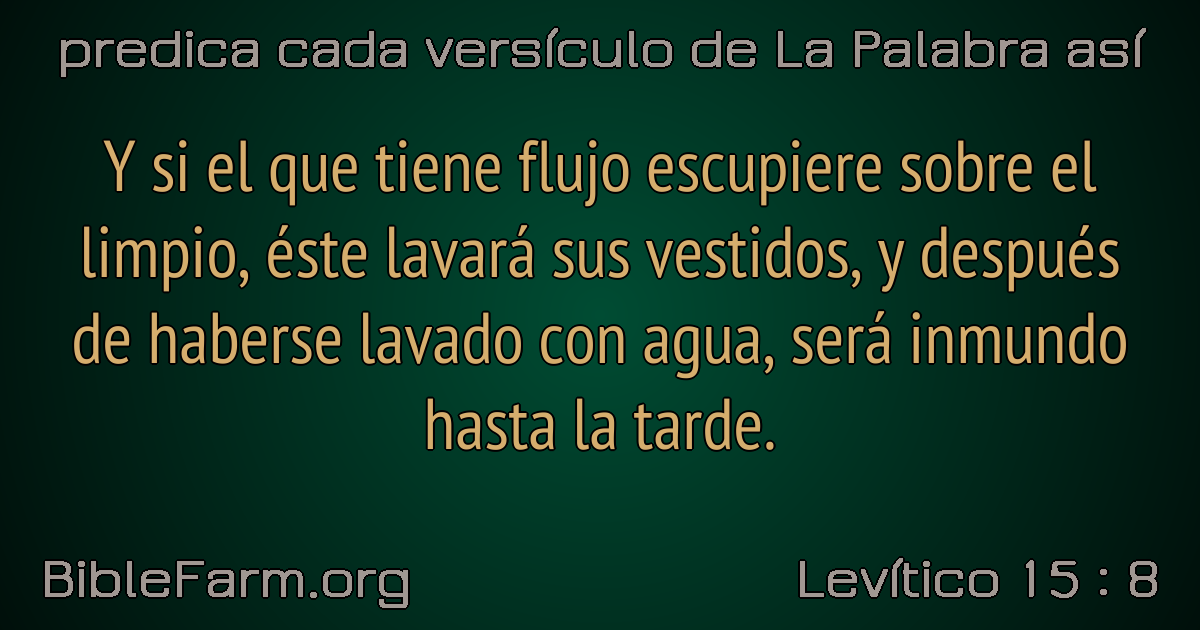 predica cada versículo de La Palabra así
Y si el que tiene flujo escupiere sobre el
limpio, éste lavará sus vestidos, y después
de haberse lavado con agua, será inmundo
hasta la tarde.
BibleFarm.org
Levítico 15 : 8